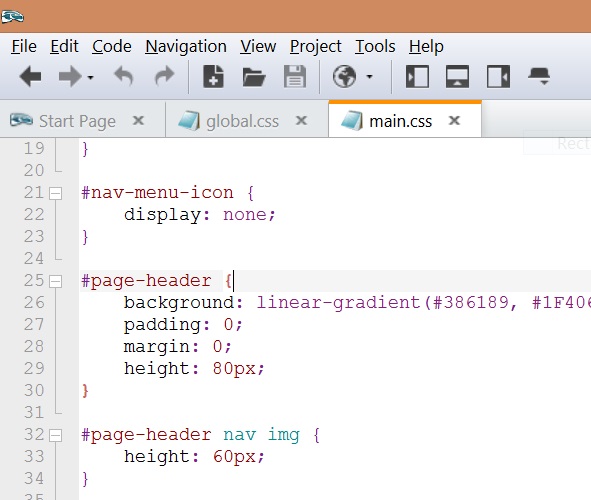 File Edit Code Navigation View Project Tools Help
Start Page global.css main.css
Rect
19 }
20
21 #nav-menu-icon {
22 display: none;
23 }
24
25 #page-header {
26 background: linear-gradient(#386189, #1F406
27 padding: 0;
28 margin: 0;
29 height: 80px;
30 }
31
32 #page-header nav img {
33 height: 60px;
34 }
35